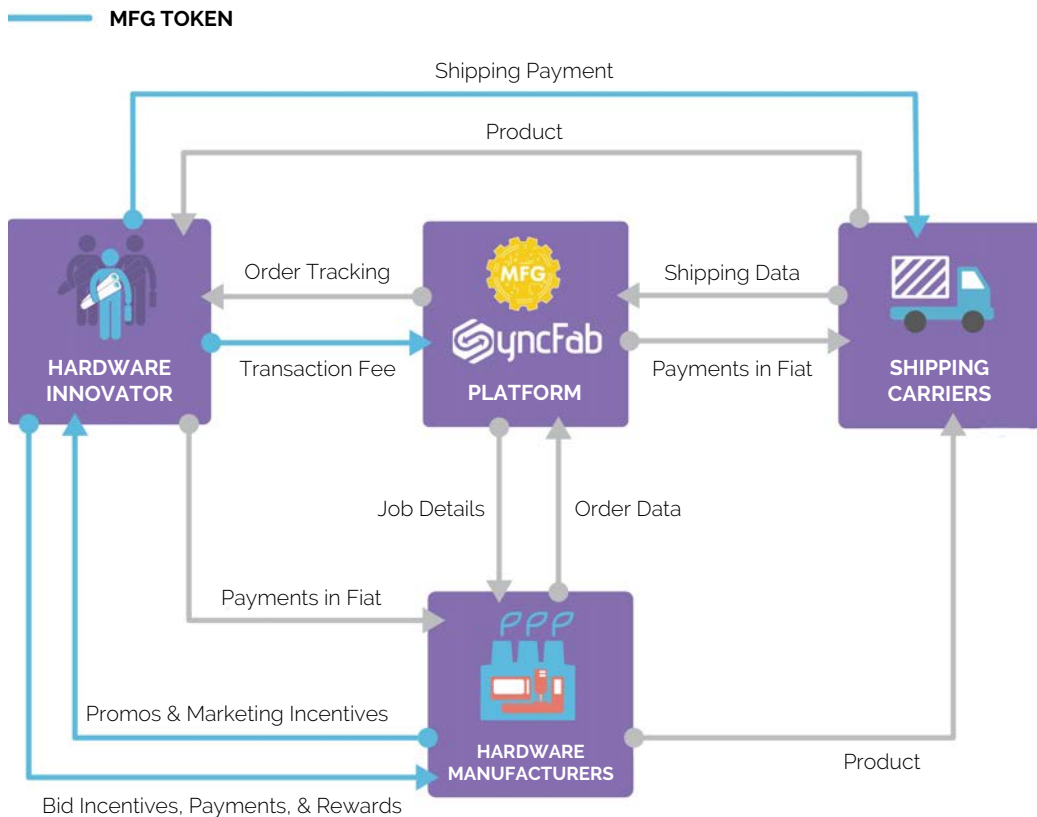 MFG TOKEN
Shipping Payment
Product
Order Tracking
MFG
Shipping Data
SyncFab
HARDWARE
INNOVATOR
Transaction Fee
PLATFORM
Payments in Fiat
SHIPPING
CARRIERS
Job Details
Order Data
Payments in Fiat
Promos & Marketing Incentives
HARDWARE
MANUFACTURERS
Product
Bid Incentives, Payments, & Rewards